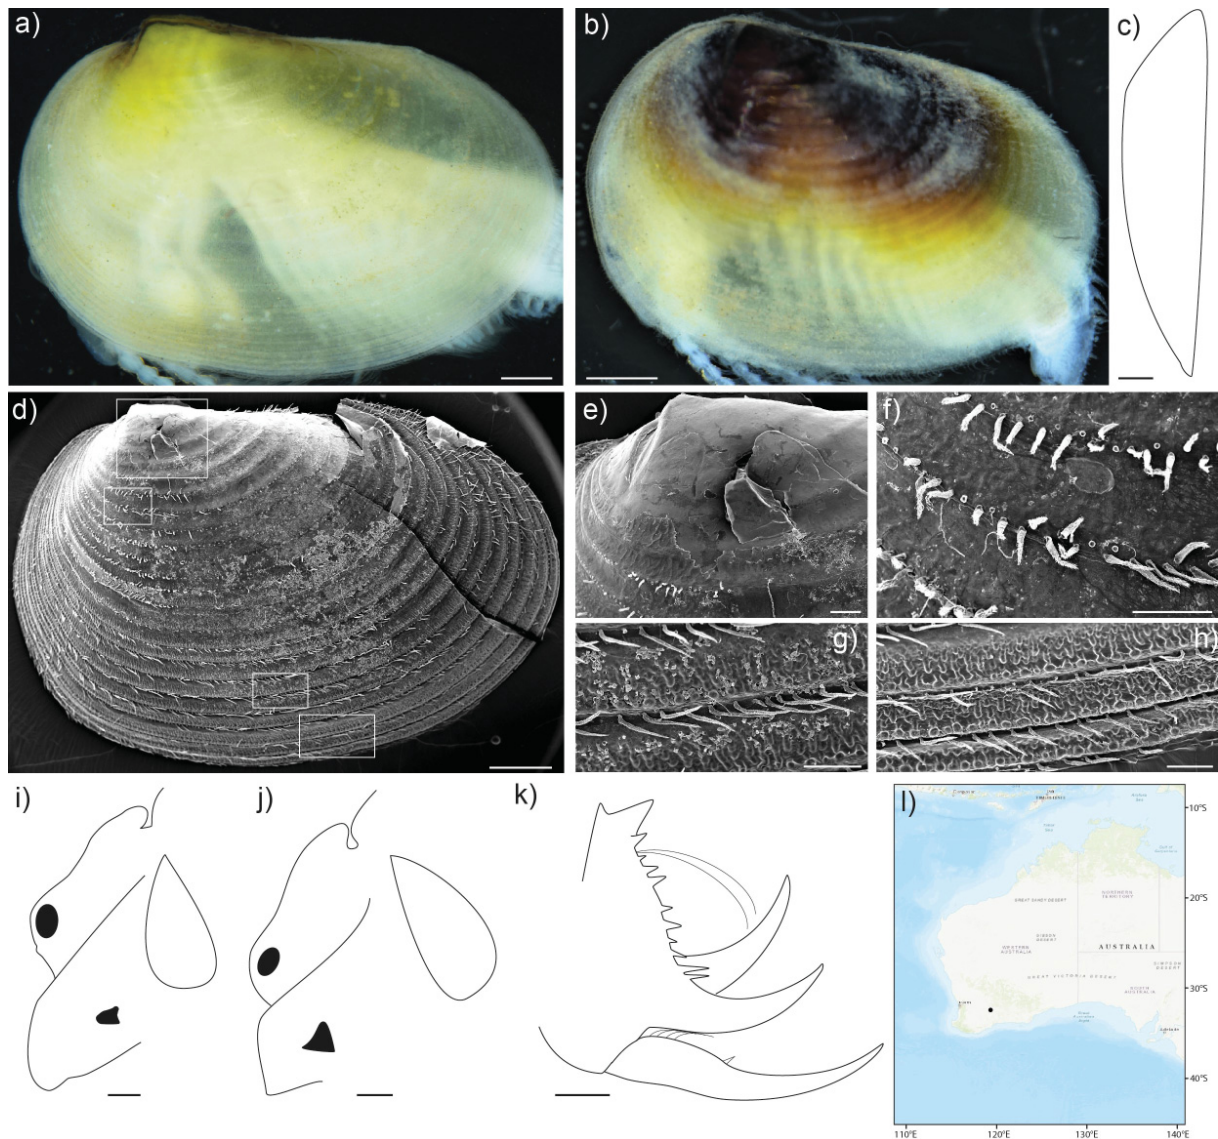 a)
b)
c)
d)
e)
f)
g)
h)
i)
j)
k)
l)
10°S
20°S
30°S
40°S
GREAT SANDY DESERT
NORTHERN
TERRITORY
GIBSON
DESERT
WESTERN
AUSTRALIA
AUSTRALIA
SIMPSON
DESERT
GREAT VICTORIA DESERT
SOUTH
AUSTRALIA
110°E
120°E
130°E
140°E